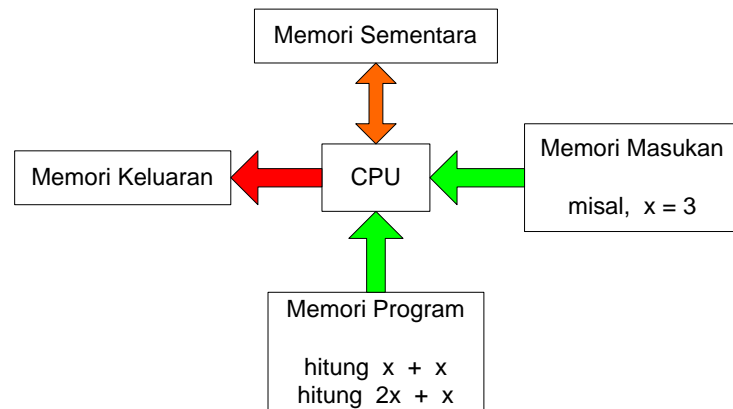 Memori Sementara
Memori Keluaran
CPU
Memori Masukan
misal, x = 3
Memori Program
hitung x + x
hitung 2x + x